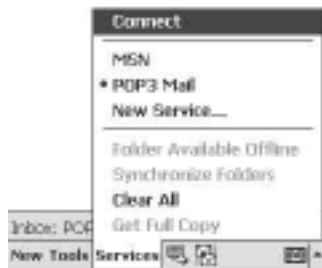 Connect
MSN
• POP3 Mail
New Service...
Folder Available Offline
Synchronize Folders
Clear All
Inbox: POP
Get Full Copy
New Tools Services